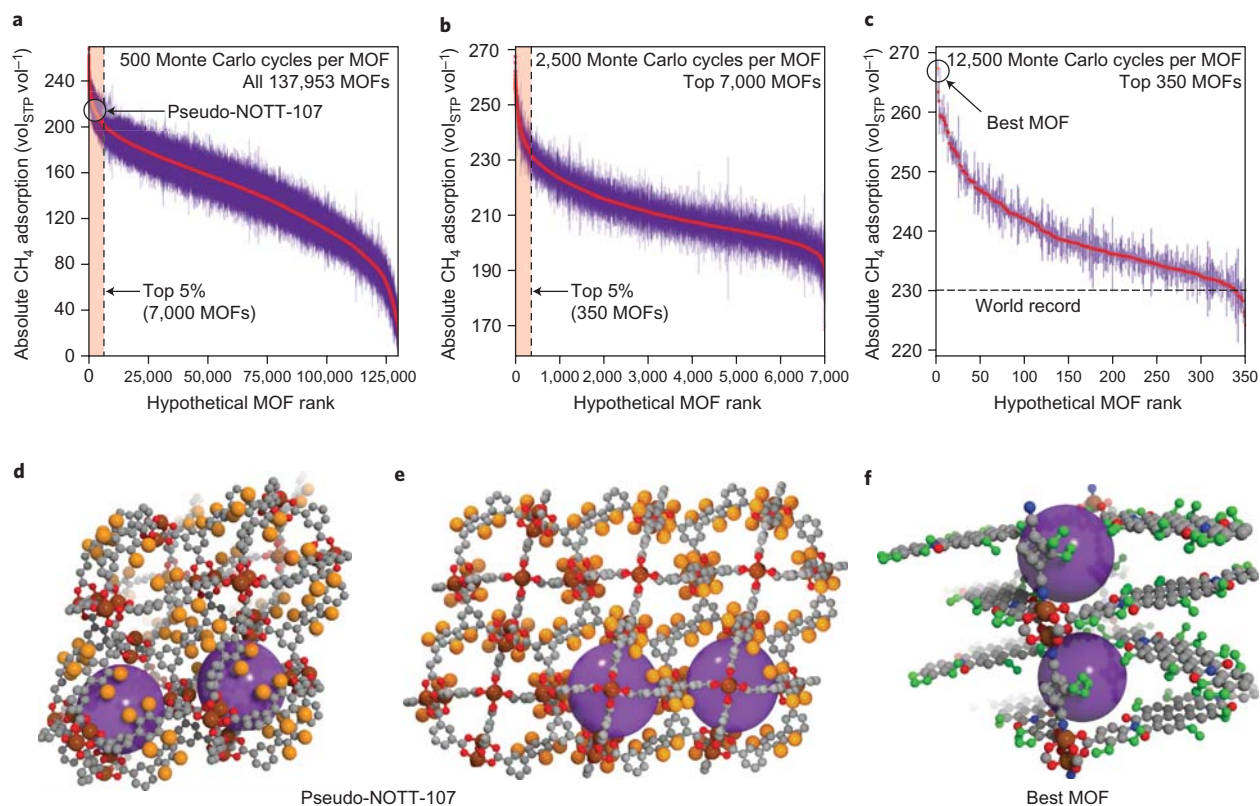 a
500 Monte Carlo cycles per MOF
All 137,953 MOFs
Pseudo-NOTT-107
Top 5%
(7,000 MOFs)
Absolute CH₄ adsorption (vol_STP vol⁻¹)
240
200
160
120
80
40
0
0 25,000 50,000 75,000 100,000 125,000
Hypothetical MOF rank
b
2,500 Monte Carlo cycles per MOF
Top 7,000 MOFs
Top 5%
(350 MOFs)
Absolute CH₄ adsorption (vol_STP vol⁻¹)
270
250
230
210
190
170
0 1,000 2,000 3,000 4,000 5,000 6,000 7,000
Hypothetical MOF rank
c
12,500 Monte Carlo cycles per MOF
Top 350 MOFs
Best MOF
World record
Absolute CH₄ adsorption (vol_STP vol⁻¹)
270
260
250
240
230
220
0 50 100 150 200 250 300 350
Hypothetical MOF rank
d
e
f
Pseudo-NOTT-107
Best MOF